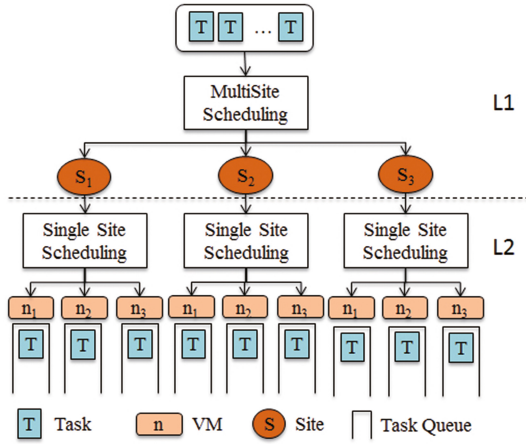 T T ... T
MultiSite
Scheduling
L1
S1 S2 S3
Single Site
Scheduling
Single Site
Scheduling
Single Site
Scheduling
L2
n1 n2 n3 n1 n2 n3 n1 n2 n3
T T T T T T T T T
T Task n VM S Site Task Queue